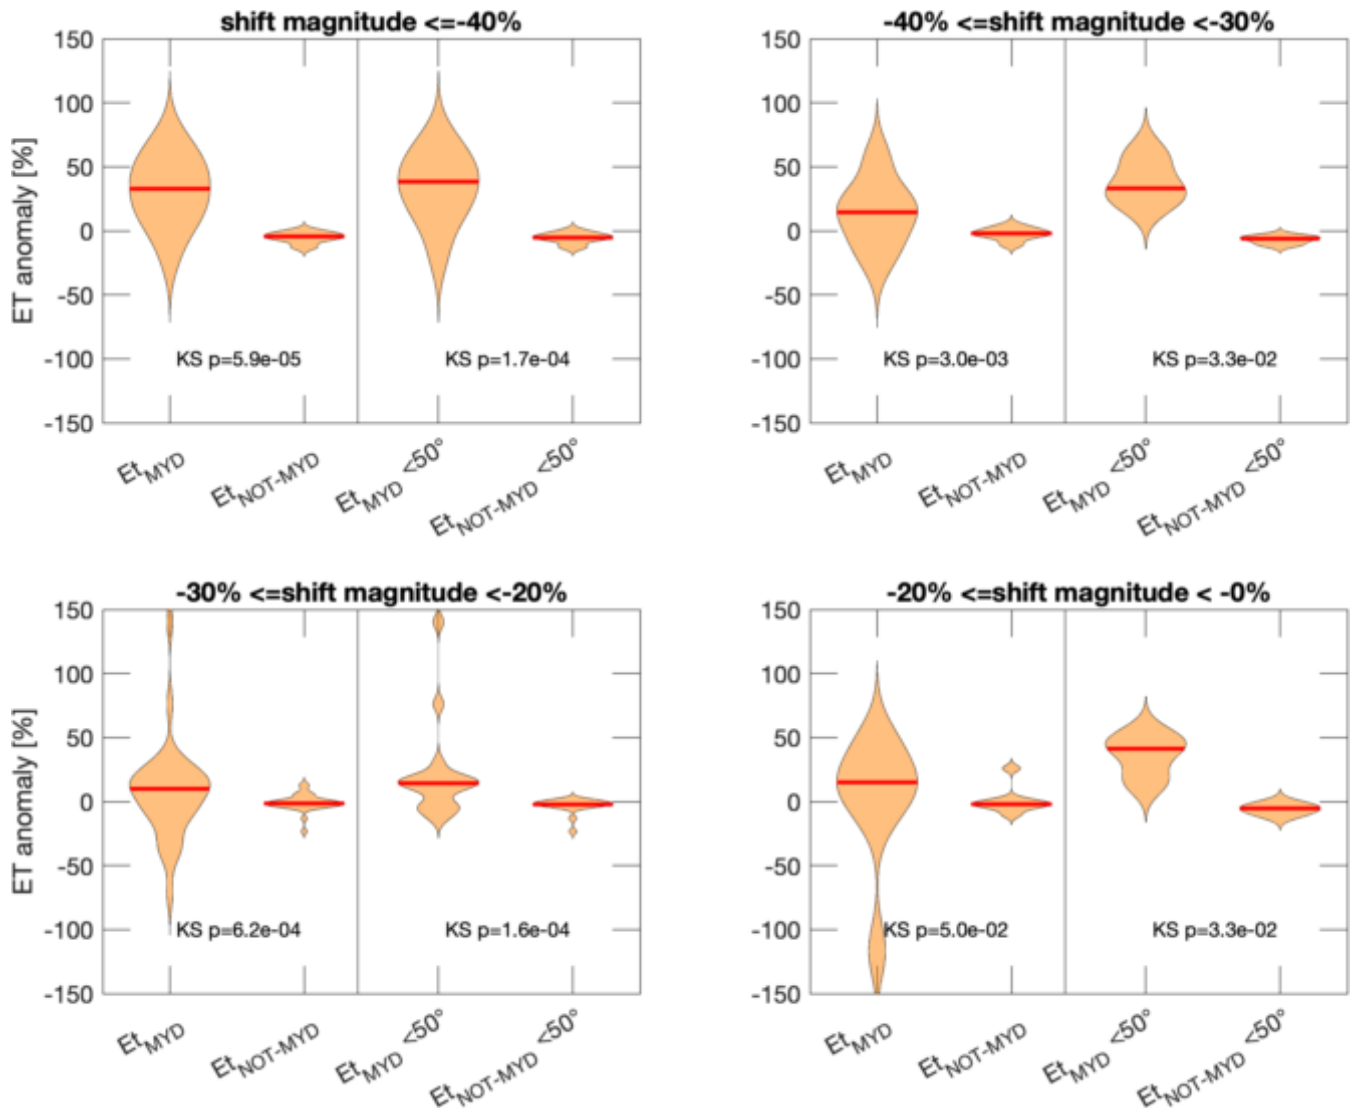 shift magnitude <=-40%
150
100
50
0
-50
-100
-150
ET anomaly [%]
KS p=5.9e-05
KS p=1.7e-04
Et_MYD
Et_NOT-MYD
Et_MYD <50°
Et_NOT-MYD <50°
-40% <=shift magnitude <-30%
150
100
50
0
-50
-100
-150
KS p=3.0e-03
KS p=3.3e-02
Et_MYD
Et_NOT-MYD
Et_MYD <50°
Et_NOT-MYD <50°
-30% <=shift magnitude <-20%
150
100
50
0
-50
-100
-150
ET anomaly [%]
KS p=6.2e-04
KS p=1.6e-04
Et_MYD
Et_NOT-MYD
Et_MYD <50°
Et_NOT-MYD <50°
-20% <=shift magnitude < -0%
150
100
50
0
-50
-100
-150
KS p=5.0e-02
KS p=3.3e-02
Et_MYD
Et_NOT-MYD
Et_MYD <50°
Et_NOT-MYD <50°